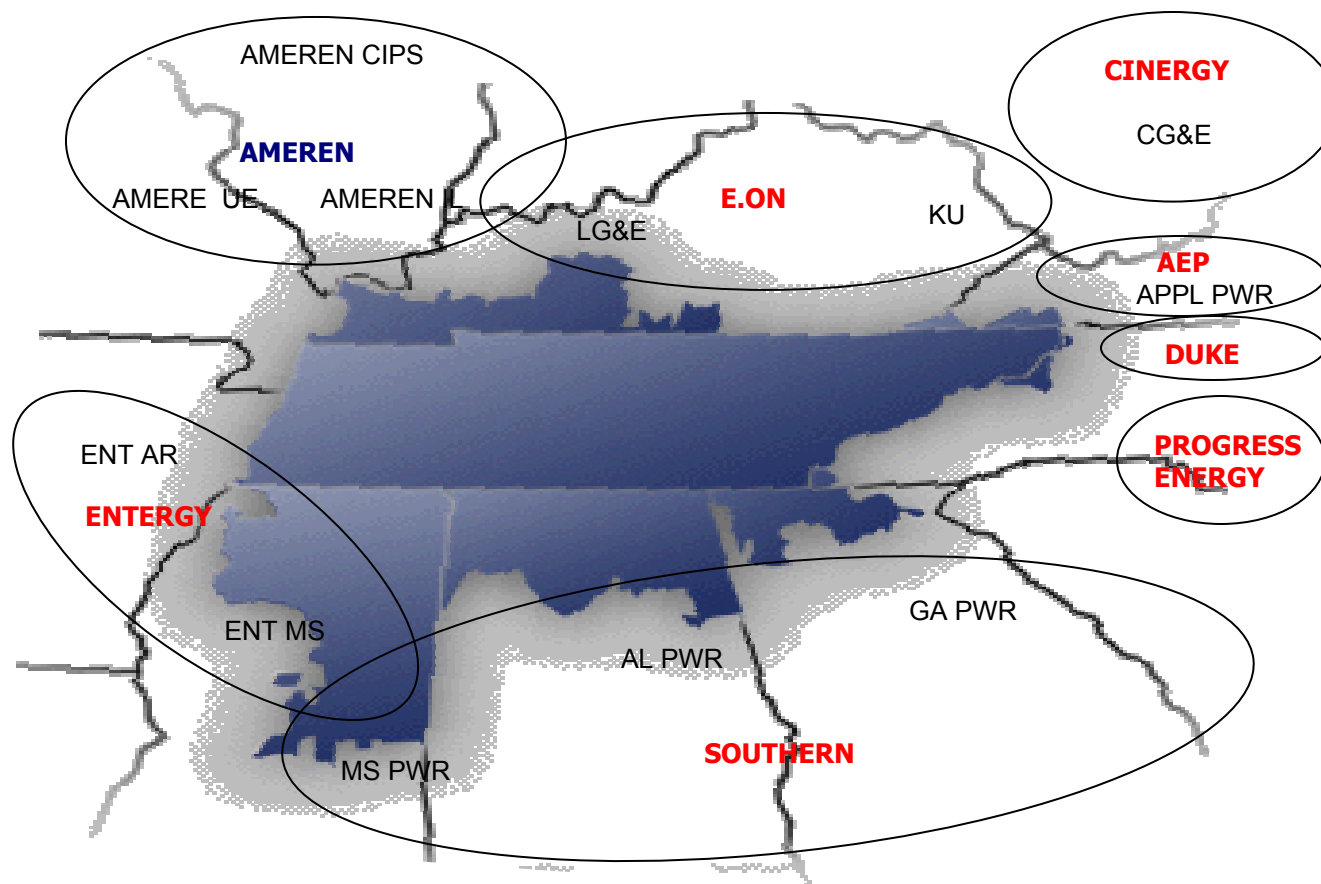 AMEREN CIPS
CINERGY
CG&E
AMEREN
AMERE UE
AMEREN IL
E.ON
KU
LG&E
AEP
APPL PWR
DUKE
PROGRESS
ENERGY
ENT AR
ENTERGY
ENT MS
GA PWR
AL PWR
SOUTHERN
MS PWR